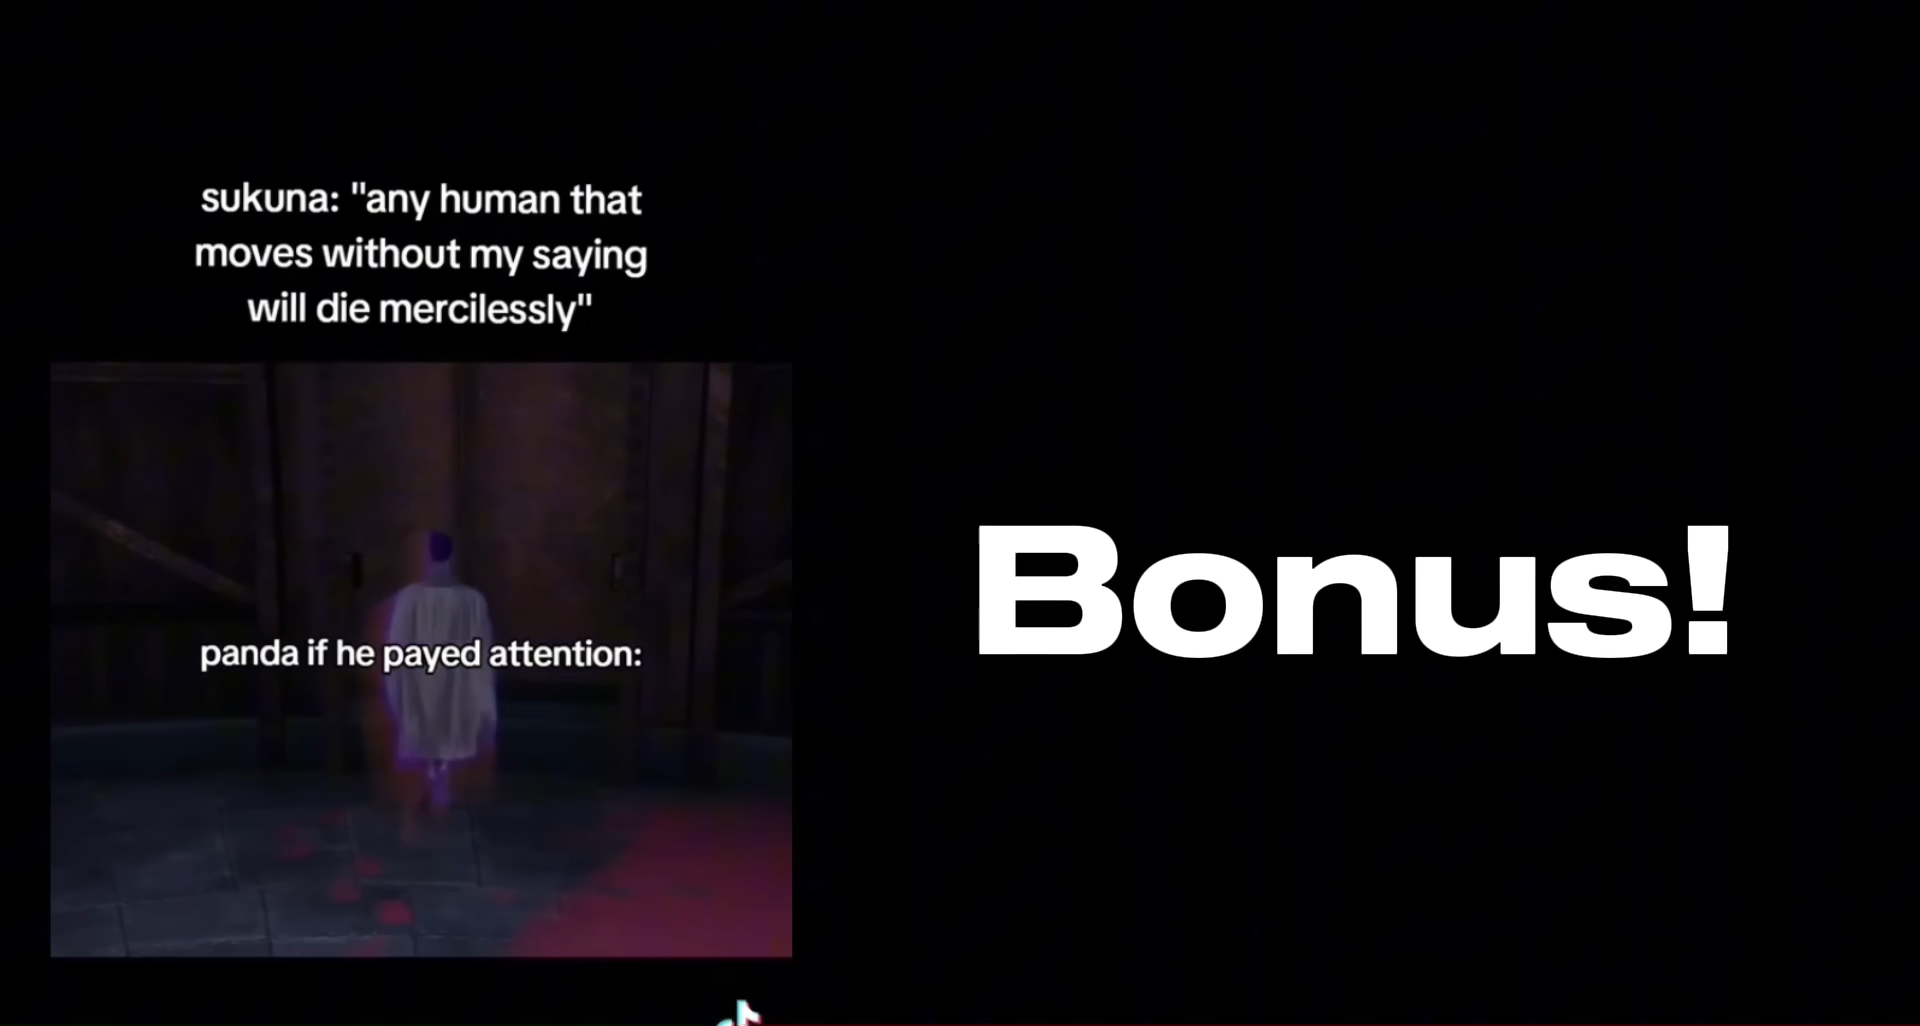 sukuna: "any human that
moves without my saying
will die mercilessly"
panda if he payed attention:
Bonus!